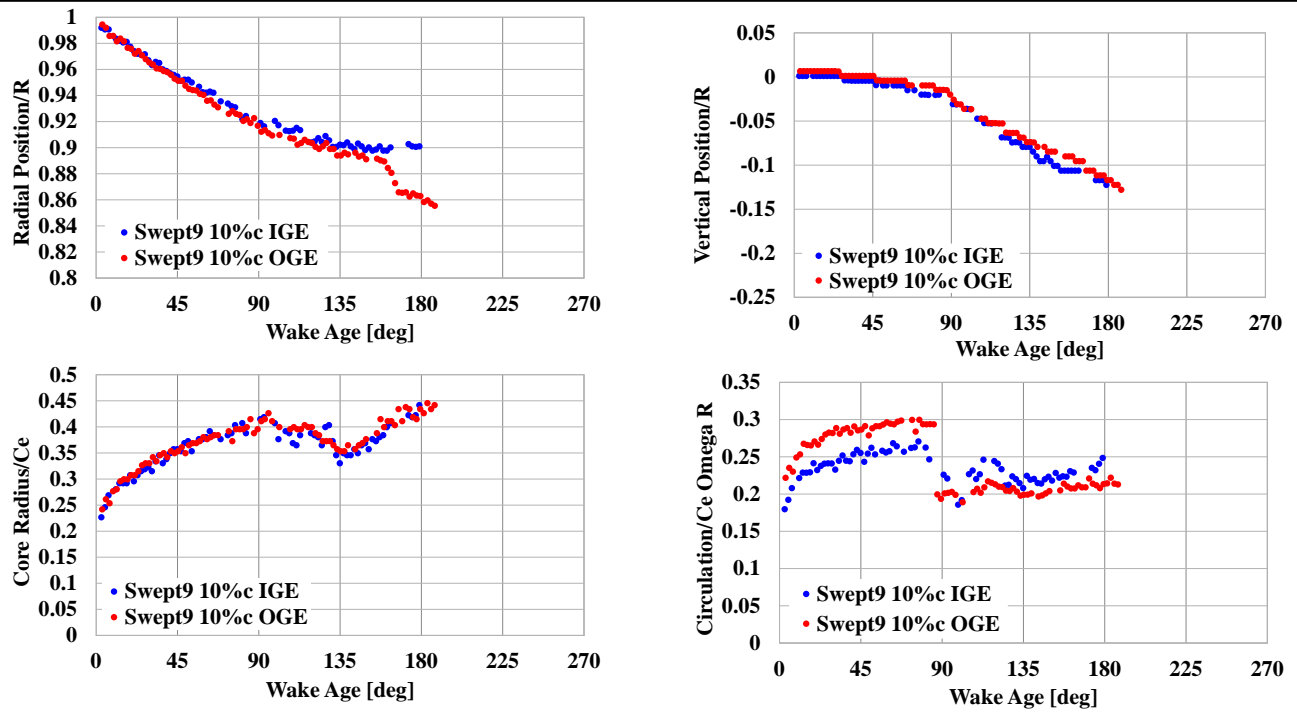 Radial Position/R
1
0.98
0.96
0.94
0.92
0.9
0.88
0.86
0.84
0.82
0.8
Swept9 10%c IGE
Swept9 10%c OGE
0 45 90 135 180 225 270
Wake Age [deg]
Vertical Position/R
0.05
0
-0.05
-0.1
-0.15
-0.2
-0.25
Swept9 10%c IGE
Swept9 10%c OGE
0 45 90 135 180 225 270
Wake Age [deg]
Core Radius/Ce
0.5
0.45
0.4
0.35
0.3
0.25
0.2
0.15
0.1
0.05
0
Swept9 10%c IGE
Swept9 10%c OGE
0 45 90 135 180 225 270
Wake Age [deg]
Circulation/Ce Omega R
0.35
0.3
0.25
0.2
0.15
0.1
0.05
0
Swept9 10%c IGE
Swept9 10%c OGE
0 45 90 135 180 225 270
Wake Age [deg]